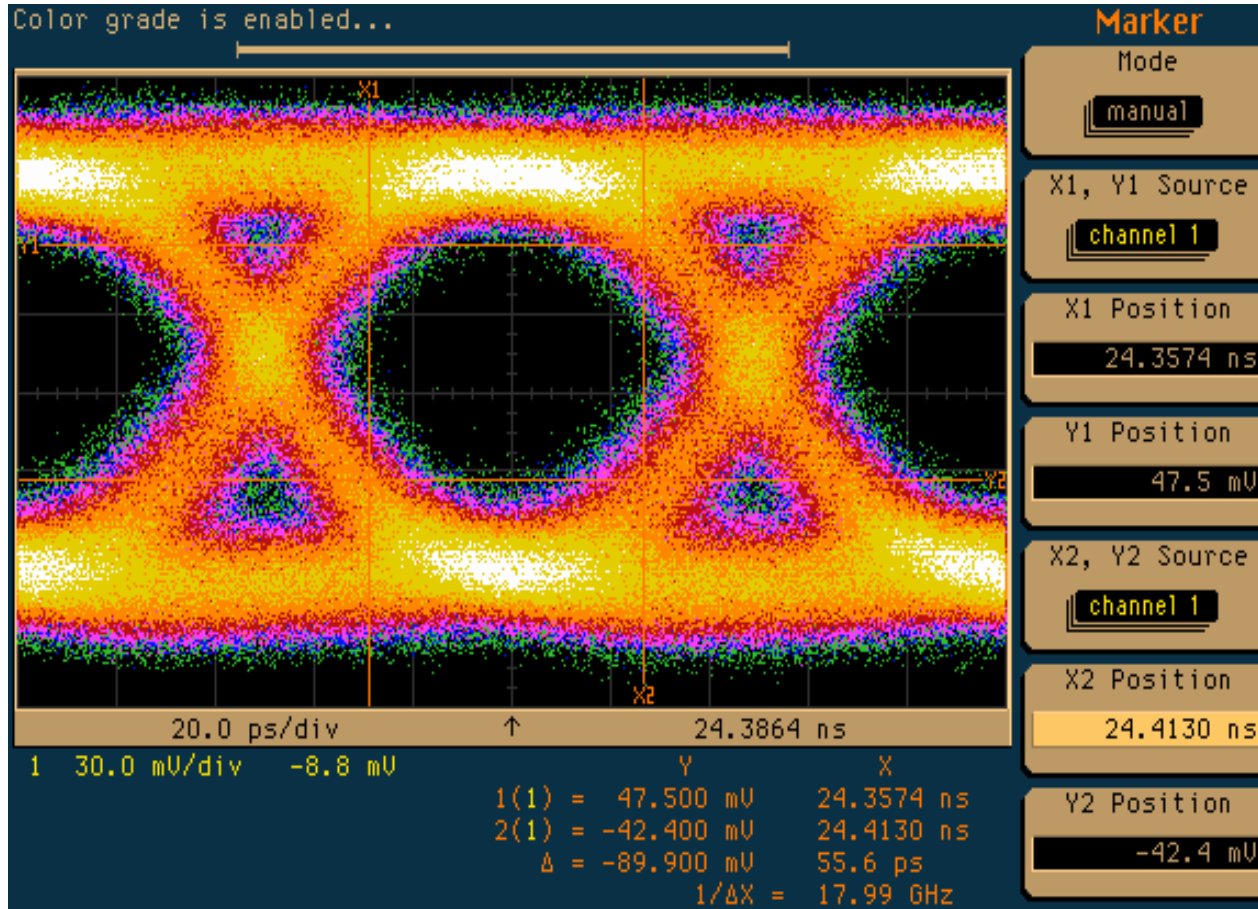 Color grade is enabled...
Marker
Mode
manual
X1, Y1 Source
channel 1
X1 Position
24.3574 ns
Y1 Position
47.5 mV
X2, Y2 Source
channel 1
X2 Position
24.4130 ns
Y2 Position
-42.4 mV
X1
Y1
Y2
X2
20.0 ps/div ↑ 24.3864 ns
1 30.0 mV/div -8.8 mV
Y X
1(1) = 47.500 mV 24.3574 ns
2(1) = -42.400 mV 24.4130 ns
Δ = -89.900 mV 55.6 ps
1/ΔX = 17.99 GHz